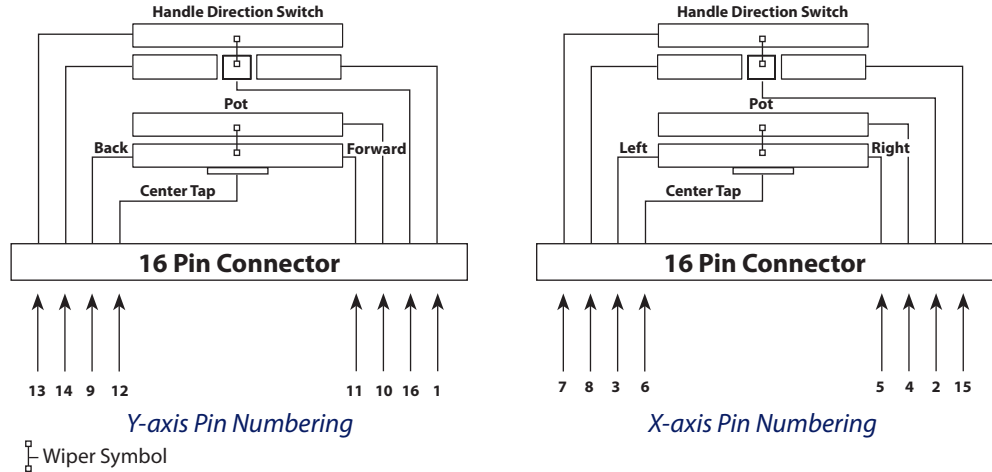 Handle Direction Switch
Pot
Back
Forward
Center Tap
16 Pin Connector
13 14 9 12 11 10 16 1
Y-axis Pin Numbering
Handle Direction Switch
Pot
Left
Right
Center Tap
16 Pin Connector
7 8 3 6 5 4 2 15
X-axis Pin Numbering
Wiper Symbol